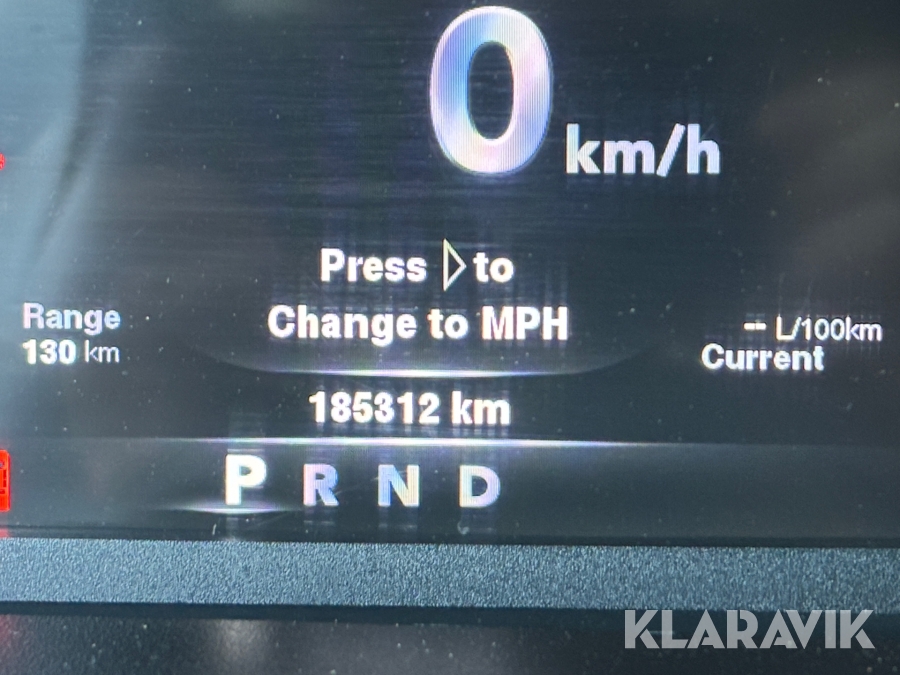 0 km/h
Press ▷ to
Change to MPH
Range
130 km
-- L/100km
Current
185312 km
P R N D
KLARAVIK